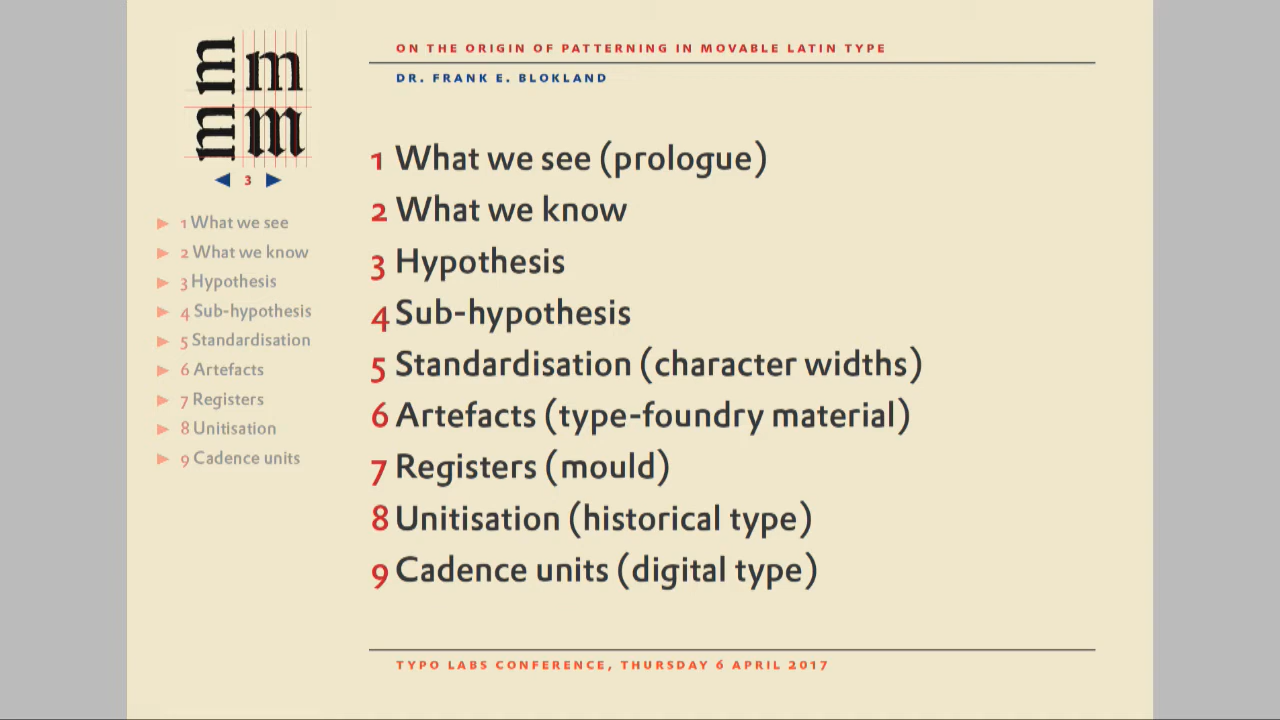 m m
m m
3
1 What we see
2 What we know
3 Hypothesis
4 Sub-hypothesis
5 Standardisation
6 Artefacts
7 Registers
8 Unitisation
9 Cadence units
ON THE ORIGIN OF PATTERNING IN MOVABLE LATIN TYPE
DR. FRANK E. BLOKLAND
1 What we see (prologue)
2 What we know
3 Hypothesis
4 Sub-hypothesis
5 Standardisation (character widths)
6 Artefacts (type-foundry material)
7 Registers (mould)
8 Unitisation (historical type)
9 Cadence units (digital type)
TYPO LABS CONFERENCE, THURSDAY 6 APRIL 2017